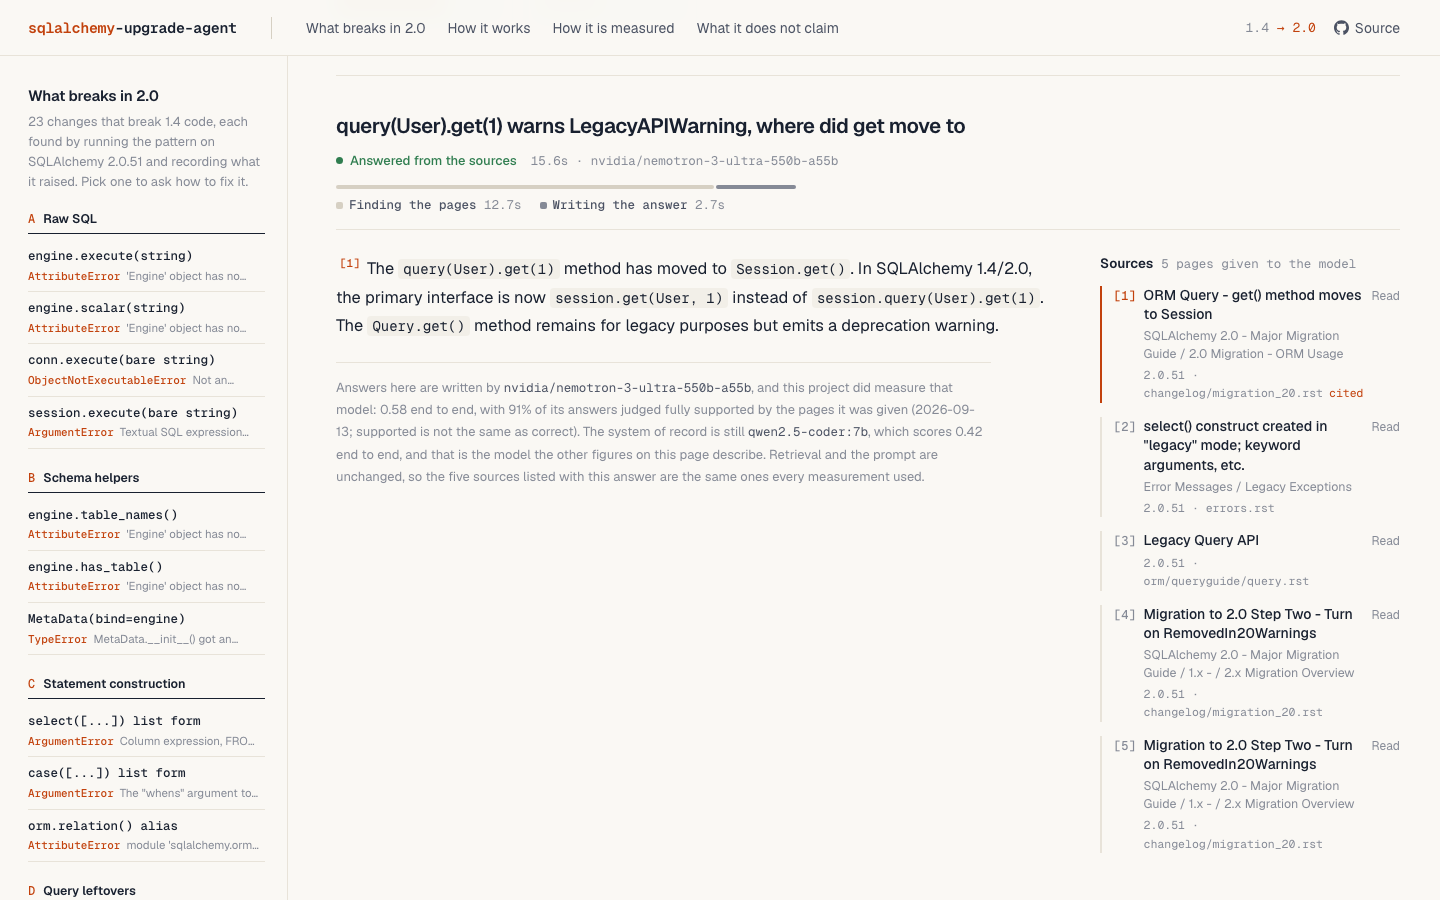 sqlalchemy-upgrade-agent
What breaks in 2.0
How it works
How it is measured
What it does not claim
1.4 → 2.0
Source
What breaks in 2.0
23 changes that break 1.4 code, each
found by running the pattern on
SQLAlchemy 2.0.51 and recording what
it raised. Pick one to ask how to fix it.
A Raw SQL
engine.execute(string)
AttributeError 'Engine' object has no…
engine.scalar(string)
AttributeError 'Engine' object has no…
conn.execute(bare string)
ObjectNotExecutableError Not an…
session.execute(bare string)
ArgumentError Textual SQL expression…
B Schema helpers
engine.table_names()
AttributeError 'Engine' object has no…
engine.has_table()
AttributeError 'Engine' object has no…
MetaData(bind=engine)
TypeError MetaData.__init__() got an…
C Statement construction
select([...]) list form
ArgumentError Column expression, FRO…
case([...]) list form
ArgumentError The "whens" argument to…
orm.relation() alias
AttributeError module 'sqlalchemy.orm…
D Query leftovers
query(User).get(1) warns LegacyAPIWarning, where did get move to
Answered from the sources 15.6s · nvidia/nemotron-3-ultra-550b-a55b
Finding the pages 12.7s Writing the answer 2.7s
[1] The query(User).get(1) method has moved to Session.get(). In SQLAlchemy 1.4/2.0,
the primary interface is now session.get(User, 1) instead of session.query(User).get(1).
The Query.get() method remains for legacy purposes but emits a deprecation warning.
Answers here are written by nvidia/nemotron-3-ultra-550b-a55b, and this project did measure that
model: 0.58 end to end, with 91% of its answers judged fully supported by the pages it was given (2026-09-
13; supported is not the same as correct). The system of record is still qwen2.5-coder:7b, which scores 0.42
end to end, and that is the model the other figures on this page describe. Retrieval and the prompt are
unchanged, so the five sources listed with this answer are the same ones every measurement used.
Sources 5 pages given to the model
[1] ORM Query - get() method moves Read
to Session
SQLAlchemy 2.0 - Major Migration
Guide / 2.0 Migration - ORM Usage
2.0.51 ·
changelog/migration_20.rst cited
[2] select() construct created in Read
"legacy" mode; keyword
arguments, etc.
Error Messages / Legacy Exceptions
2.0.51 · errors.rst
[3] Legacy Query API Read
2.0.51 ·
orm/queryguide/query.rst
[4] Migration to 2.0 Step Two - Turn Read
on RemovedIn20Warnings
SQLAlchemy 2.0 - Major Migration
Guide / 1.x - / 2.x Migration Overview
2.0.51 ·
changelog/migration_20.rst
[5] Migration to 2.0 Step Two - Turn Read
on RemovedIn20Warnings
SQLAlchemy 2.0 - Major Migration
Guide / 1.x - / 2.x Migration Overview
2.0.51 ·
changelog/migration_20.rst